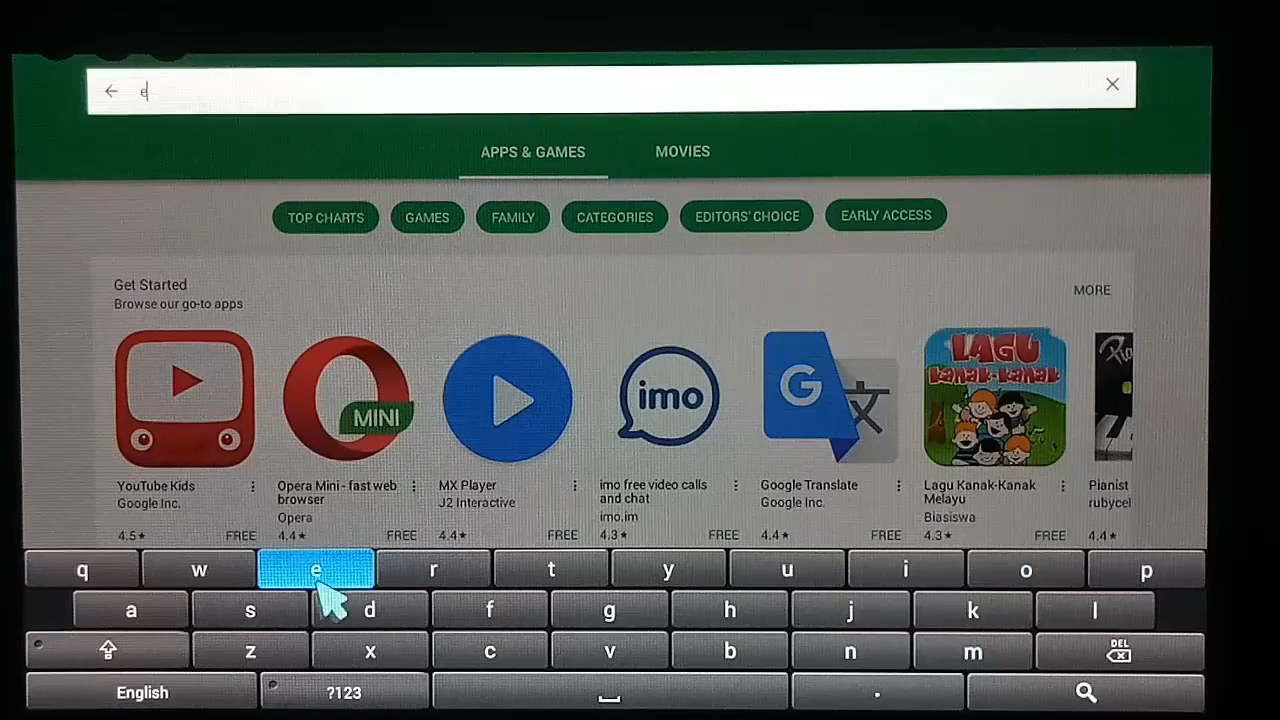 e
APPS & GAMES
MOVIES
TOP CHARTS
GAMES
FAMILY
CATEGORIES
EDITORS' CHOICE
EARLY ACCESS
Get Started
Browse our go-to apps
MORE
MINI
imo
G
文
LAGU
Kanak-Kanak
YouTube Kids
Google Inc.
4.5★
FREE
Opera Mini - fast web
browser
Opera
4.4★
FREE
MX Player
J2 Interactive
4.4★
FREE
imo free video calls
and chat
imo.im
4.3★
FREE
Google Translate
Google Inc.
4.4★
FREE
Lagu Kanak-Kanak
Melayu
Biasiswa
4.3★
FREE
Pianist
rubycel
4.4★
q w e r t y u i o p
a s d f g h j k l
z x c v b n m DEL
English ?123 .